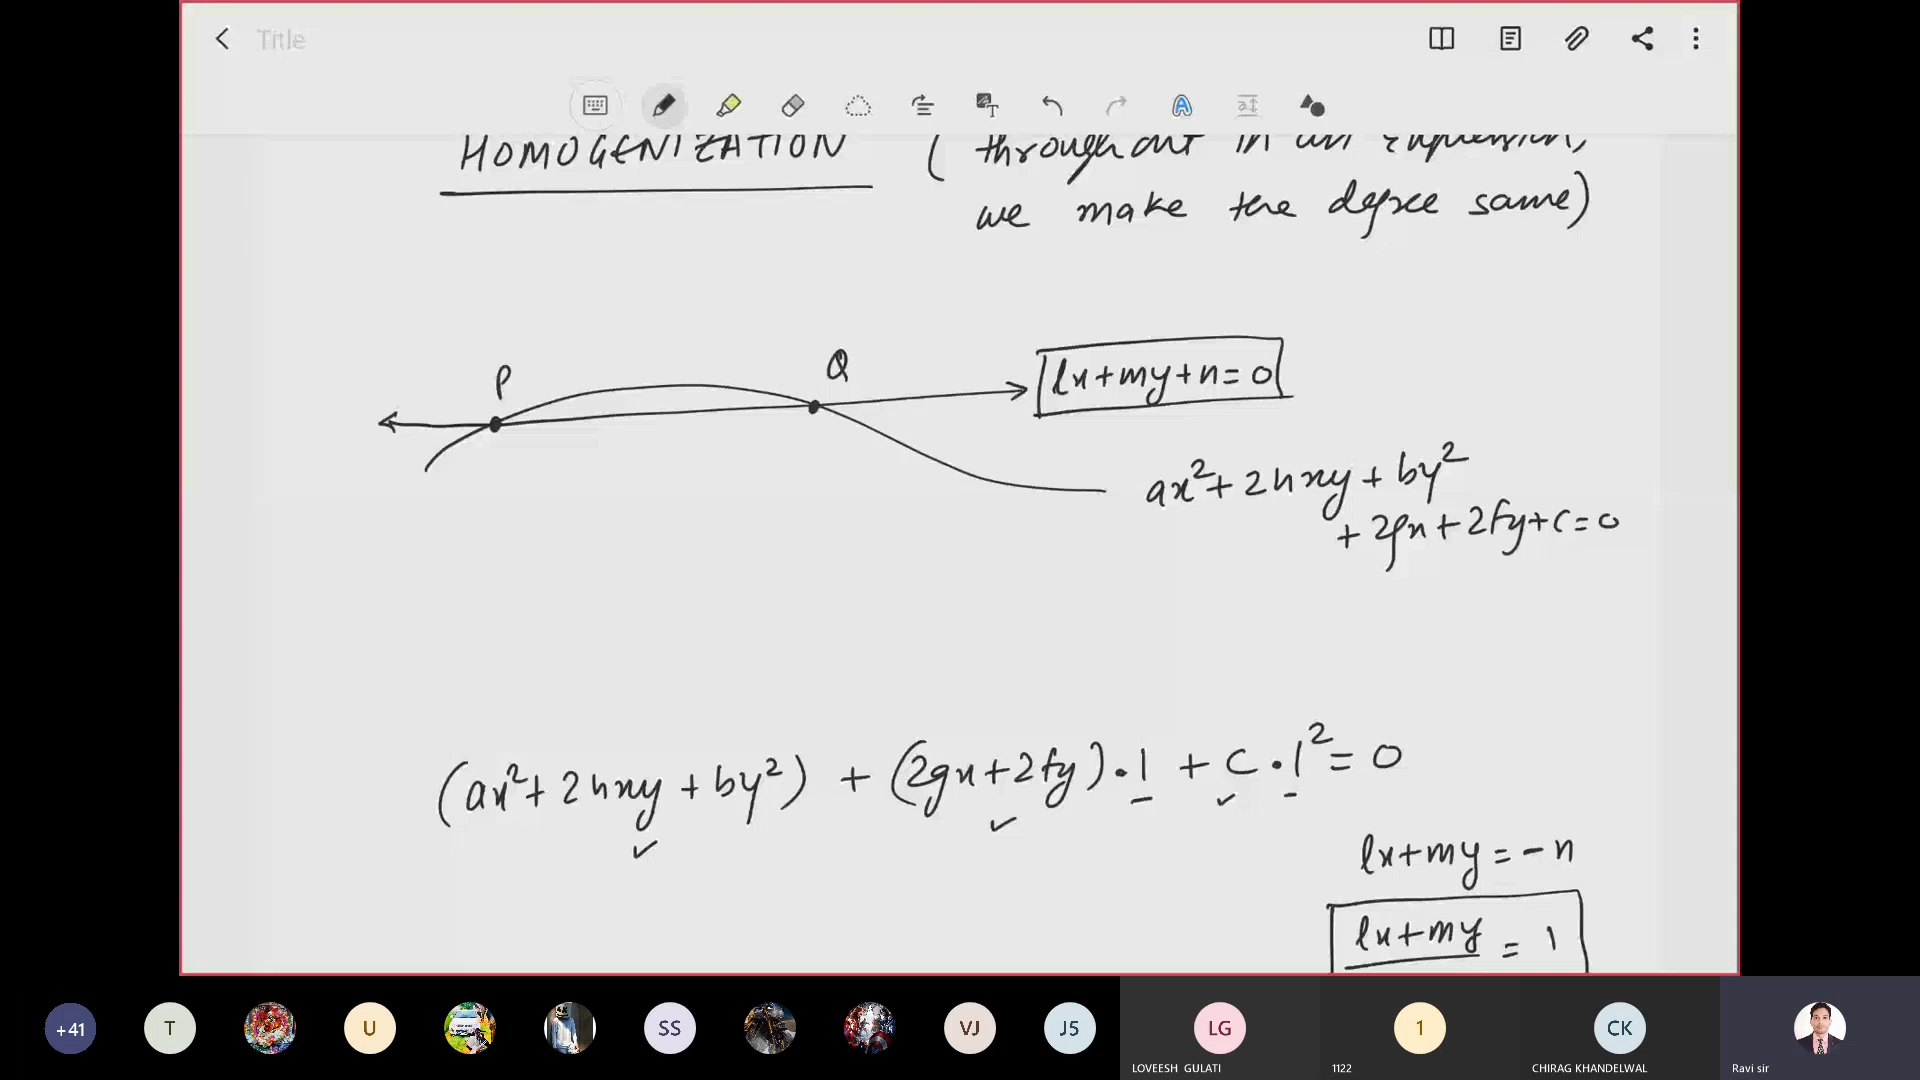 Title
HOMOGENIZATION ( throughout in an expression,
we make the degree same)
P
Q
lx+my+n=0
ax²+2hxy+by²
+2gx+2fy+c=0
(ax²+2hxy+by²) + (2gx+2fy)·1 + c·1²=0
lx+my=-n
lx+my = 1
+41
T
U
SS
VJ
J5
LG
1
CK
LOVEESH GULATI
1122
CHIRAG KHANDELWAL
Ravi sir